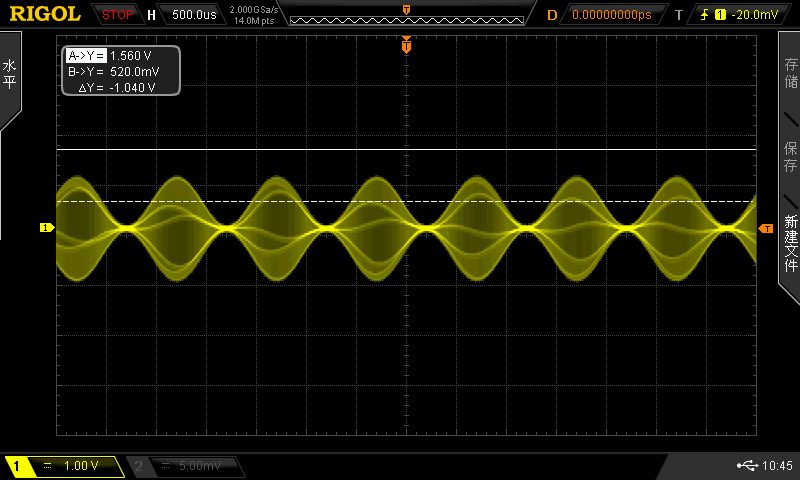 RIGOL STOP H 500.0us 2.000GSa/s 14.0M pts T D 0.00000000ps T 1 -20.0mV
水平
A->Y = 1.560 V
B->Y = 520.0mV
ΔY = -1.040 V
T
1
T
存储
保存
新建文件
1 1.00 V 2 5.00mV 10:45